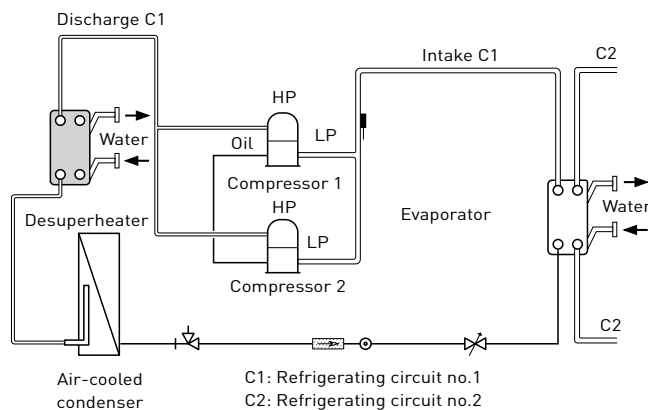 Discharge C1
Intake C1
C2
HP
Water
Oil
LP
Compressor 1
HP
Desuperheater
LP
Evaporator
Water
Compressor 2
C2
Air-cooled
condenser
C1: Refrigerating circuit no.1
C2: Refrigerating circuit no.2